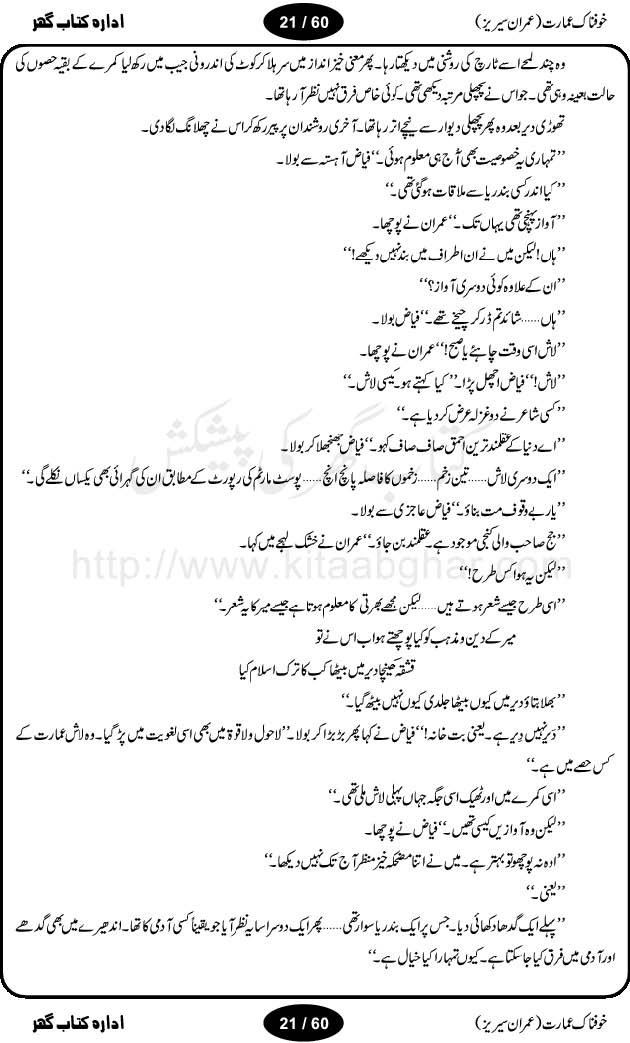 خوفناک عمارت (عمران سیریز)
21 / 60
ادارہ کتاب گھر
وہ چند لمحے اسے ٹارچ کی روشنی میں دیکھتا رہا۔ پھر معنی خیز انداز میں سر ہلا کر کوٹ کی اندرونی جیب میں رکھ لیا کمرے کے بقیہ حصوں کی
حالت بعینہ وہی تھی۔ جو اس نے پچھلی مرتبہ دیکھی تھی۔ کوئی خاص فرق نہیں نظر آ رہا تھا۔
تھوڑی دیر بعد وہ پھر پچھلی دیوار سے نیچے اتر رہا تھا۔ آخری روشندان پر پیر رکھ کر اس نے چھلانگ لگا دی۔
’’تمہاری یہ خصوصیت بھی آج ہی معلوم ہوئی۔‘‘ فیاض آہستہ سے بولا۔
’’کیا اندر کسی بندریا سے ملاقات ہو گئی تھی۔‘‘
’’آواز پہنچی تھی یہاں تک۔‘‘ عمران نے پوچھا۔
’’ہاں! لیکن میں نے ان اطراف میں بندر نہیں دیکھے!‘‘
’’ان کے علاوہ کوئی دوسری آواز؟‘‘
’’ہاں ...... شائد تم ڈر کر چیخے تھے۔‘‘ فیاض بولا۔
’’لاش اسی وقت چاہئے یا صبح!‘‘ عمران نے پوچھا۔
’’لاش!‘‘ فیاض اچھل پڑا۔ ’’کیا کہتے ہو۔ کیسی لاش۔‘‘
’’کسی شاعر نے دو غزلہ عرض کر دیا ہے۔‘‘
’’اے دنیا کے عقلمند ترین احمق صاف صاف کہو۔‘‘ فیاض جھنجھلا کر بولا۔
’’ایک دوسری لاش ...... تین زخم ...... زخموں کا فاصلہ پانچ انچ ...... پوسٹ مارٹم کی رپورٹ کے مطابق ان کی گہرائی بھی یکساں نکلے گی۔‘‘
’’یار بے وقوف مت بناؤ۔‘‘ فیاض عاجزی سے بولا۔
’’جج صاحب والی کنجی موجود ہے۔ عقلمند بن جاؤ۔‘‘ عمران نے خشک لہجے میں کہا۔
’’لیکن یہ ہوا کس طرح!‘‘
’’اسی طرح جیسے شعر ہوتے ہیں ...... لیکن مجھے بھرتی کا معلوم ہوتا ہے جیسے میر کا یہ شعر۔‘‘
میر کے دین و مذہب کو کیا پوچھتے ہو اب اس نے تو
قشقہ کھینچا دیر میں بیٹھا کب کا ترک اسلام کیا
’’بھلا بتاؤ دیر میں کیوں بیٹھا جلدی کیوں نہیں بیٹھ گیا۔‘‘
’’دَیر نہیں دِیر ہے۔ یعنی بت خانہ!‘‘ فیاض نے کہا پھر بڑبڑا کر بولا۔ ’’لاحول ولا قوۃ میں بھی اسی لغویت میں پڑ گیا۔ وہ لاش عمارت کے
کس حصے میں ہے۔‘‘
’’اسی کمرے میں اور ٹھیک اسی جگہ جہاں پہلی لاش ملی تھی۔‘‘
’’لیکن وہ آوازیں کیسی تھیں۔‘‘ فیاض نے پوچھا۔
’’ادہ نہ پوچھو تو بہتر ہے۔ میں نے اتنا مضحکہ خیز منظر آج تک نہیں دیکھا۔‘‘
’’یعنی۔‘‘
’’پہلے ایک گدھا دکھائی دیا۔ جس پر ایک بندریا سوار تھی ...... پھر ایک دوسرا سایہ نظر آیا جو یقیناً کسی آدمی کا تھا۔ اندھیرے میں بھی گدھے
اور آدمی میں فرق کیا جا سکتا ہے۔ کیوں تمہارا کیا خیال ہے۔‘‘
کتاب گھر کی پیشکش
http://www.kitaabghar.com
خوفناک عمارت (عمران سیریز)
21 / 60
ادارہ کتاب گھر